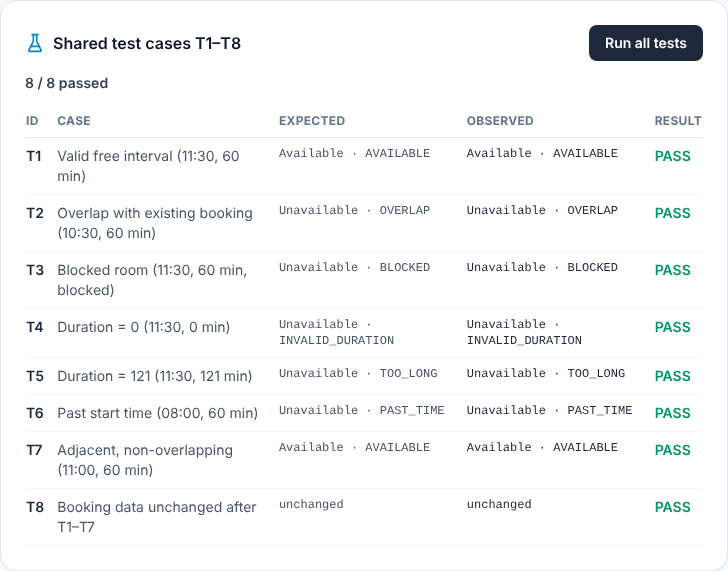 Shared test cases T1–T8
Run all tests
8 / 8 passed
ID CASE EXPECTED OBSERVED RESULT
T1 Valid free interval (11:30, 60 Available · AVAILABLE Available · AVAILABLE PASS
min)
T2 Overlap with existing booking Unavailable · OVERLAP Unavailable · OVERLAP PASS
(10:30, 60 min)
T3 Blocked room (11:30, 60 min, Unavailable · BLOCKED Unavailable · BLOCKED PASS
blocked)
T4 Duration = 0 (11:30, 0 min) Unavailable · Unavailable · PASS
INVALID_DURATION INVALID_DURATION
T5 Duration = 121 (11:30, 121 min) Unavailable · TOO_LONG Unavailable · TOO_LONG PASS
T6 Past start time (08:00, 60 min) Unavailable · PAST_TIME Unavailable · PAST_TIME PASS
T7 Adjacent, non-overlapping Available · AVAILABLE Available · AVAILABLE PASS
(11:00, 60 min)
T8 Booking data unchanged after unchanged unchanged PASS
T1–T7